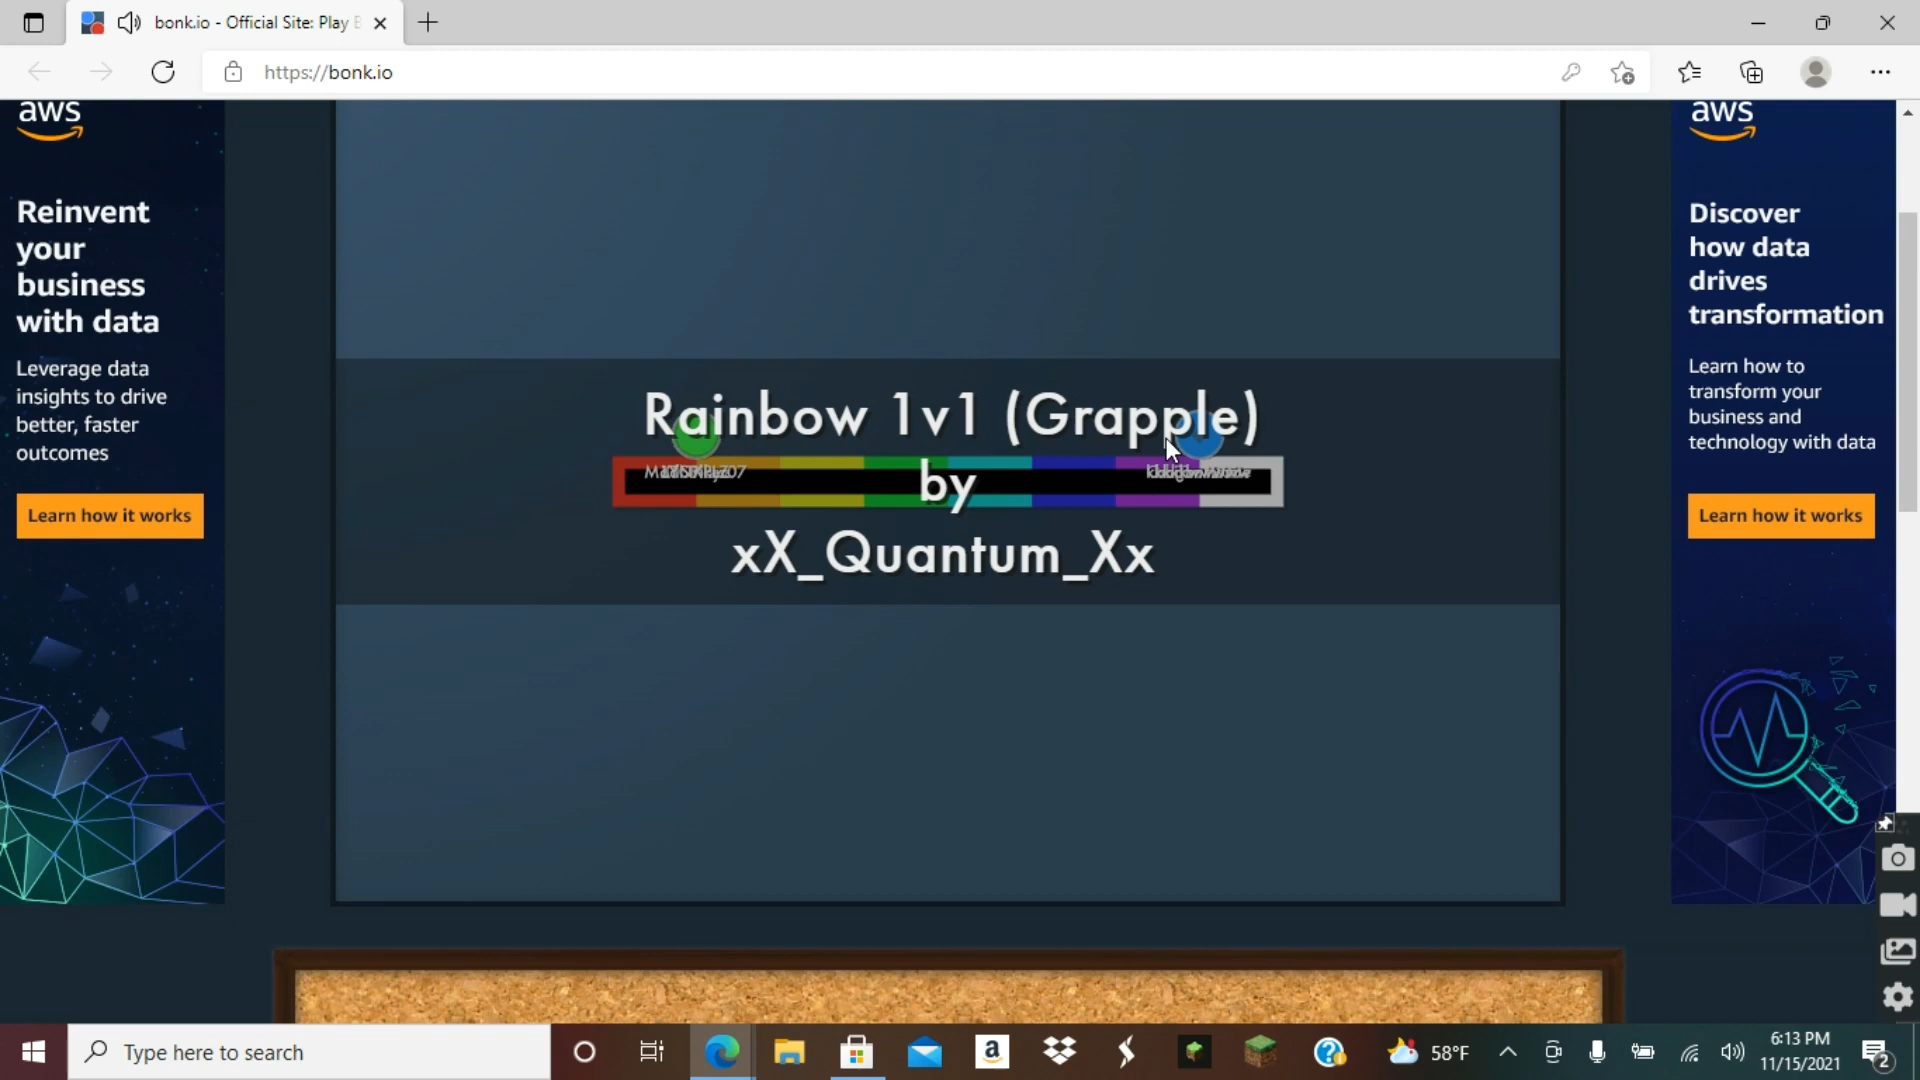 bonk.io - Official Site: Play
https://bonk.io
aws
Reinvent
your
business
with data
Leverage data
insights to drive
better, faster
outcomes
Learn how it works
Rainbow 1v1 (Grapple)
by
xX_Quantum_Xx
aws
Discover
how data
drives
transformation
Learn how to
transform your
business and
technology with data
Learn how it works
Type here to search
58°F
6:13 PM
11/15/2021
2